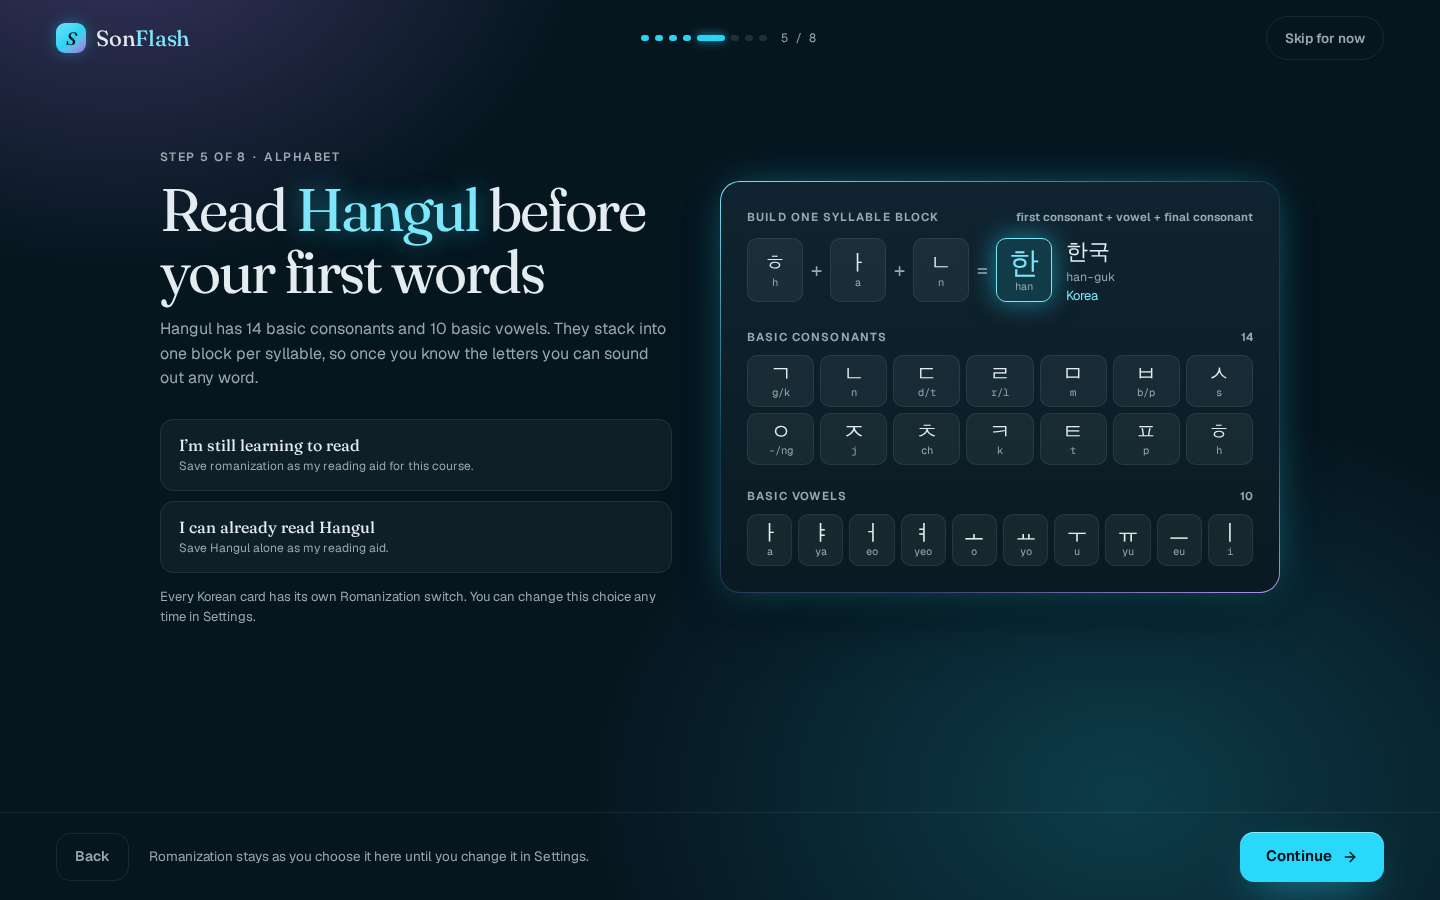 S SonFlash
5 / 8
Skip for now
STEP 5 OF 8 · ALPHABET
Read Hangul before
your first words
Hangul has 14 basic consonants and 10 basic vowels. They stack into
one block per syllable, so once you know the letters you can sound
out any word.
I'm still learning to read
Save romanization as my reading aid for this course.
I can already read Hangul
Save Hangul alone as my reading aid.
Every Korean card has its own Romanization switch. You can change this choice any
time in Settings.
BUILD ONE SYLLABLE BLOCK first consonant + vowel + final consonant
ㅎ + ㅏ + ㄴ = 한 한국
h a n han han-guk
Korea
BASIC CONSONANTS 14
ㄱ ㄴ ㄷ ㄹ ㅁ ㅂ ㅅ
g/k n d/t r/l m b/p s
ㅇ ㅈ ㅊ ㅋ ㅌ ㅍ ㅎ
-/ng j ch k t p h
BASIC VOWELS 10
ㅏ ㅑ ㅓ ㅕ ㅗ ㅛ ㅜ ㅠ ㅡ ㅣ
a ya eo yeo o yo u yu eu i
Back
Romanization stays as you choose it here until you change it in Settings.
Continue →